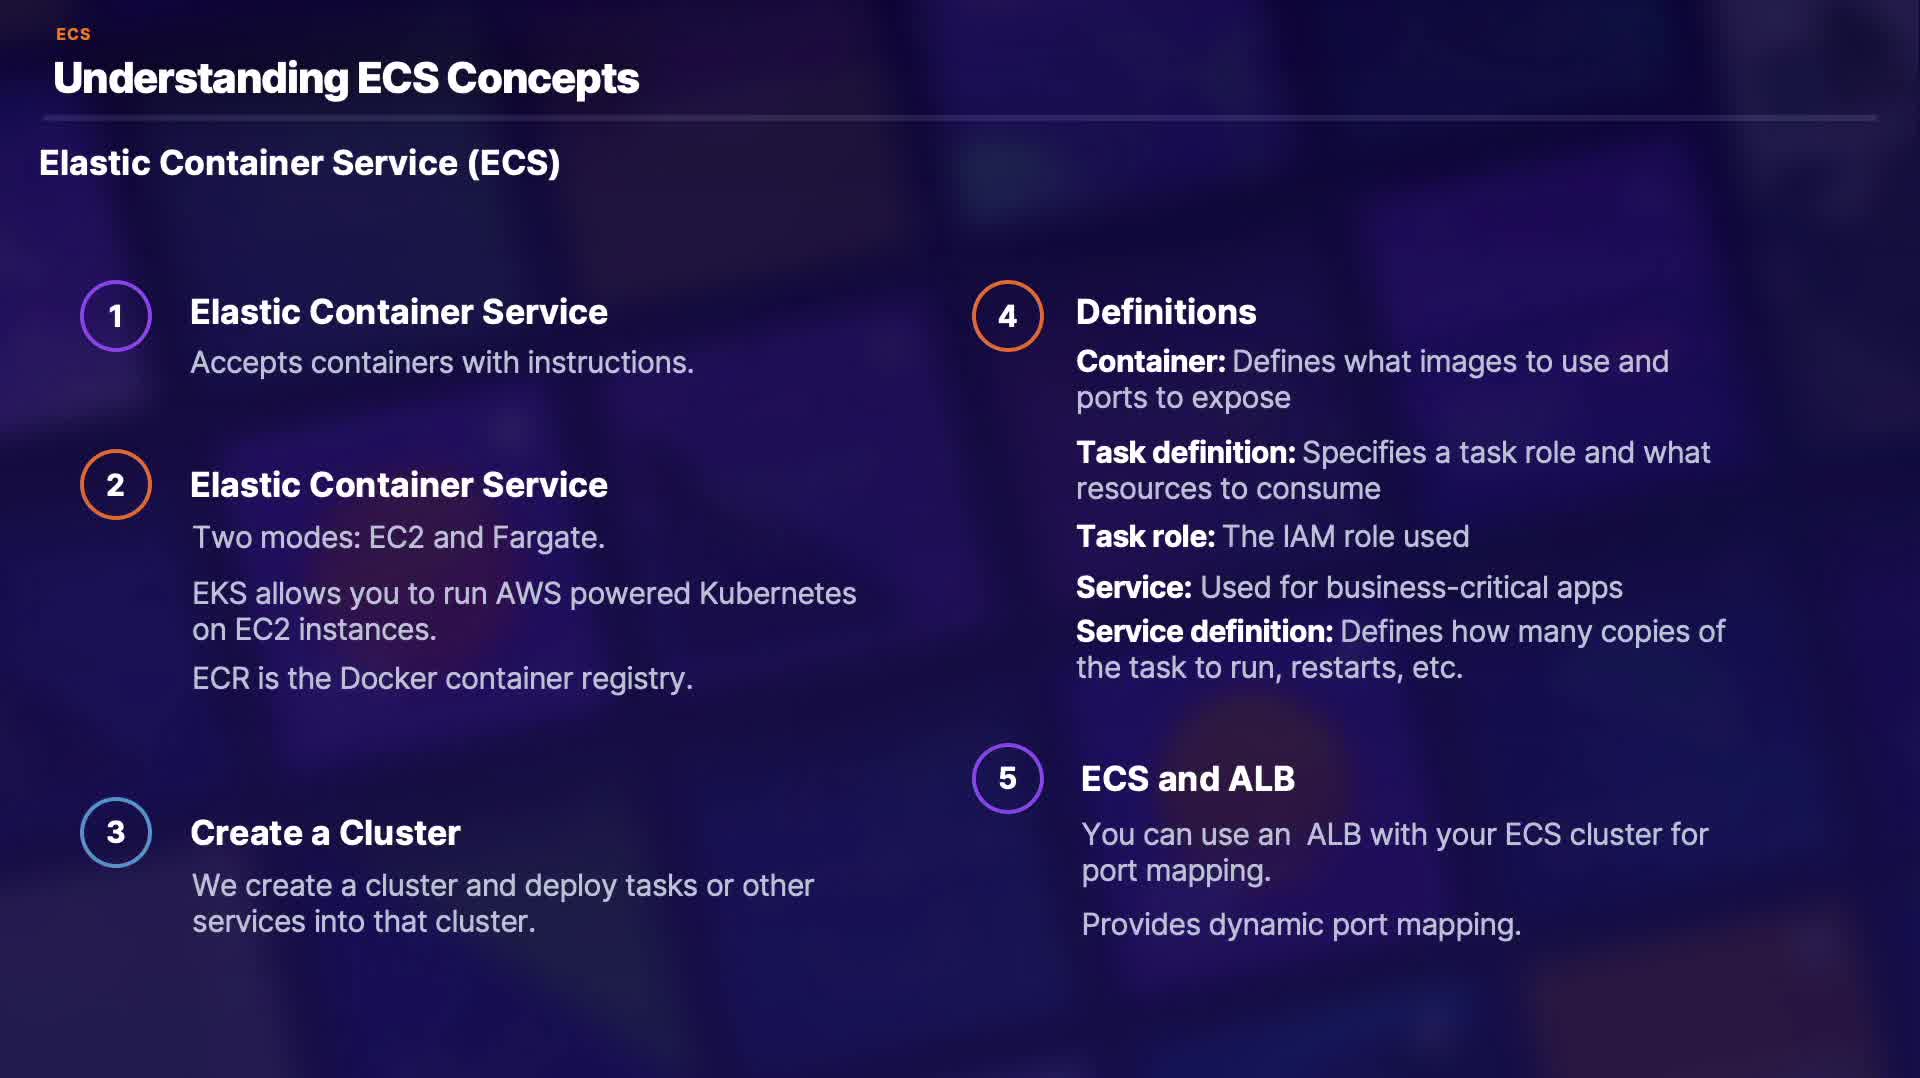 ECS
Understanding ECS Concepts
Elastic Container Service (ECS)
1
Elastic Container Service
Accepts containers with instructions.
2
Elastic Container Service
Two modes: EC2 and Fargate.
EKS allows you to run AWS powered Kubernetes
on EC2 instances.
ECR is the Docker container registry.
3
Create a Cluster
We create a cluster and deploy tasks or other
services into that cluster.
4
Definitions
Container: Defines what images to use and
ports to expose
Task definition: Specifies a task role and what
resources to consume
Task role: The IAM role used
Service: Used for business-critical apps
Service definition: Defines how many copies of
the task to run, restarts, etc.
5
ECS and ALB
You can use an  ALB with your ECS cluster for
port mapping.
Provides dynamic port mapping.